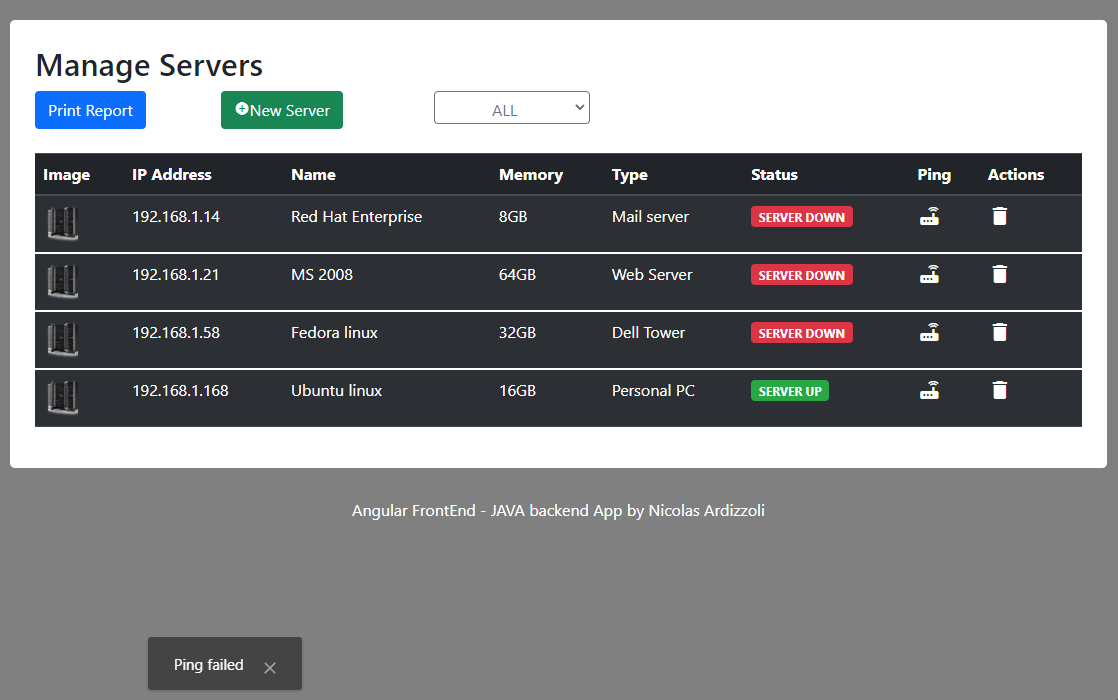 Manage Servers
Print Report New Server ALL
Image IP Address Name Memory Type Status Ping Actions
192.168.1.14 Red Hat Enterprise 8GB Mail server SERVER DOWN
192.168.1.21 MS 2008 64GB Web Server SERVER DOWN
192.168.1.58 Fedora linux 32GB Dell Tower SERVER DOWN
192.168.1.168 Ubuntu linux 16GB Personal PC SERVER UP
Angular FrontEnd - JAVA backend App by Nicolas Ardizzoli
Ping failed